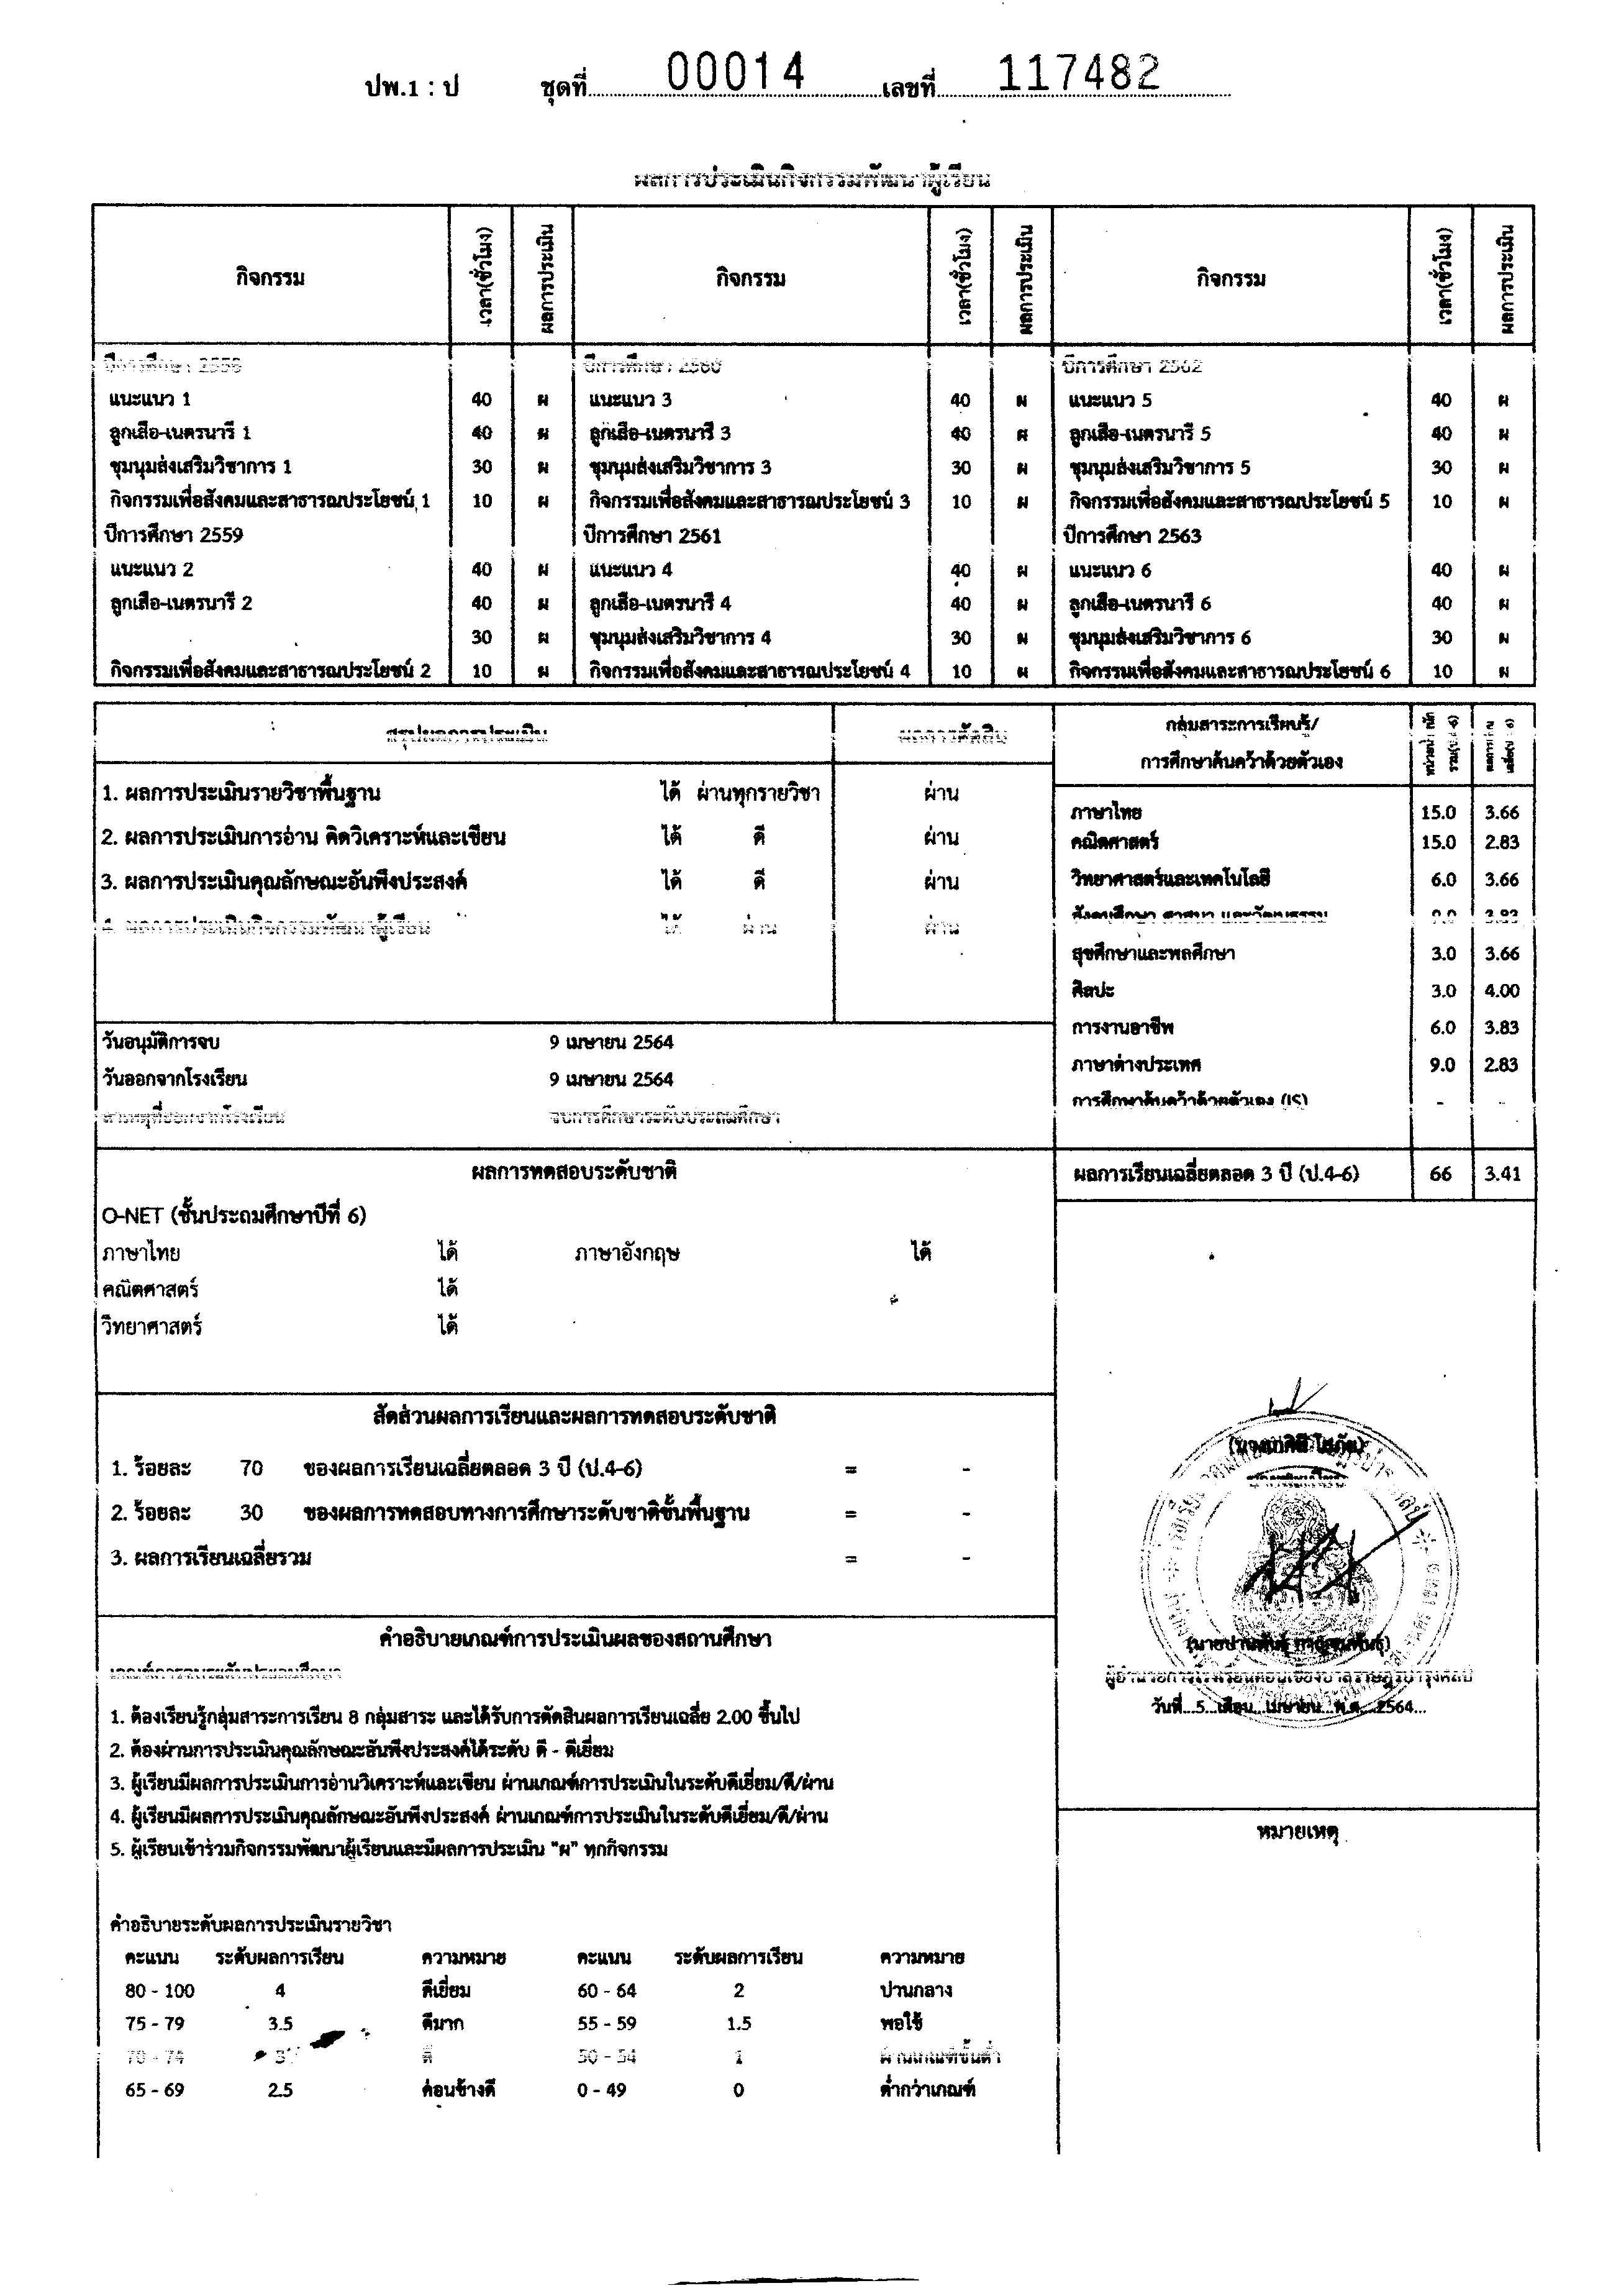 ปพ.1 : ป ชุดที่ 00014 เลขที่ 117482
ผลการประเมินกิจกรรมพัฒนาผู้เรียน
กิจกรรม เวลา(ชั่วโมง) ผลการประเมิน กิจกรรม เวลา(ชั่วโมง) ผลการประเมิน กิจกรรม เวลา(ชั่วโมง) ผลการประเมิน
ปีการศึกษา ปีการศึกษา 2560 ปีการศึกษา 2562
แนะแนว 1 40 ผ แนะแนว 3 40 ผ แนะแนว 5 40 ผ
ลูกเสือ-เนตรนารี 1 40 ผ ลูกเสือ-เนตรนารี 3 40 ผ ลูกเสือ-เนตรนารี 5 40 ผ
ชุมนุมส่งเสริมวิชาการ 1 30 ผ ชุมนุมส่งเสริมวิชาการ 3 30 ผ ชุมนุมส่งเสริมวิชาการ 5 30 ผ
กิจกรรมเพื่อสังคมและสาธารณประโยชน์ 1 10 ผ กิจกรรมเพื่อสังคมและสาธารณประโยชน์ 3 10 ผ กิจกรรมเพื่อสังคมและสาธารณประโยชน์ 5 10 ผ
ปีการศึกษา 2559 ปีการศึกษา 2561 ปีการศึกษา 2563
แนะแนว 2 40 ผ แนะแนว 4 40 ผ แนะแนว 6 40 ผ
ลูกเสือ-เนตรนารี 2 40 ผ ลูกเสือ-เนตรนารี 4 40 ผ ลูกเสือ-เนตรนารี 6 40 ผ
30 ผ ชุมนุมส่งเสริมวิชาการ 4 30 ผ ชุมนุมส่งเสริมวิชาการ 6 30 ผ
กิจกรรมเพื่อสังคมและสาธารณประโยชน์ 2 10 ผ กิจกรรมเพื่อสังคมและสาธารณประโยชน์ 4 10 ผ กิจกรรมเพื่อสังคมและสาธารณประโยชน์ 6 10 ผ
สรุปผลการประเมิน ผลการตัดสิน
1. ผลการประเมินรายวิชาพื้นฐาน ได้ ผ่านทุกรายวิชา ผ่าน
2. ผลการประเมินการอ่าน คิดวิเคราะห์และเขียน ได้ ดี ผ่าน
3. ผลการประเมินคุณลักษณะอันพึงประสงค์ ได้ ดี ผ่าน
4. ผลการประเมินกิจกรรมพัฒนาผู้เรียน ได้ ผ่าน ผ่าน
วันอนุมัติการจบ 9 เมษายน 2564
วันออกจากโรงเรียน 9 เมษายน 2564
สาเหตุที่ออกจากโรงเรียน จบการศึกษาระดับประถมศึกษา
กลุ่มสาระการเรียนรู้/
การศึกษาค้นคว้าด้วยตัวเอง
ภาษาไทย 15.0 3.66
คณิตศาสตร์ 15.0 2.83
วิทยาศาสตร์และเทคโนโลยี 6.0 3.66
สังคมศึกษา ศาสนา และวัฒนธรรม 3.83
สุขศึกษาและพลศึกษา 3.0 3.66
ศิลปะ 3.0 4.00
การงานอาชีพ 6.0 3.83
ภาษาต่างประเทศ 9.0 2.83
การศึกษาค้นคว้าด้วยตัวเอง (IS) - -
ผลการเรียนเฉลี่ยตลอด 3 ปี (ป.4-6) 66 3.41
ผลการทดสอบระดับชาติ
O-NET (ชั้นประถมศึกษาปีที่ 6)
ภาษาไทย ได้ ภาษาอังกฤษ ได้
คณิตศาสตร์ ได้
วิทยาศาสตร์ ได้
สัดส่วนผลการเรียนและผลการทดสอบระดับชาติ
1. ร้อยละ 70 ของผลการเรียนเฉลี่ยตลอด 3 ปี (ป.4-6) = -
2. ร้อยละ 30 ของผลการทดสอบทางการศึกษาระดับชาติขั้นพื้นฐาน = -
3. ผลการเรียนเฉลี่ยรวม = -
วันที่...5...เดือน...เมษายน...พ.ศ....2564...
หมายเหตุ
คำอธิบายเกณฑ์การประเมินผลของสถานศึกษา
เกณฑ์การจบระดับประถมศึกษา
1. ต้องเรียนรู้กลุ่มสาระการเรียน 8 กลุ่มสาระ และได้รับการตัดสินผลการเรียนเฉลี่ย 2.00 ขึ้นไป
2. ต้องผ่านการประเมินคุณลักษณะอันพึงประสงค์ได้ระดับ ดี - ดีเยี่ยม
3. ผู้เรียนมีผลการประเมินการอ่านวิเคราะห์และเขียน ผ่านเกณฑ์การประเมินในระดับดีเยี่ยม/ดี/ผ่าน
4. ผู้เรียนมีผลการประเมินคุณลักษณะอันพึงประสงค์ ผ่านเกณฑ์การประเมินในระดับดีเยี่ยม/ดี/ผ่าน
5. ผู้เรียนเข้าร่วมกิจกรรมพัฒนาผู้เรียนและมีผลการประเมิน "ผ" ทุกกิจกรรม
คำอธิบายระดับผลการประเมินรายวิชา
คะแนน ระดับผลการเรียน ความหมาย คะแนน ระดับผลการเรียน ความหมาย
80 - 100 4 ดีเยี่ยม 60 - 64 2 ปานกลาง
75 - 79 3.5 ดีมาก 55 - 59 1.5 พอใช้
70 - 74 3 ดี 50 - 54 1 ผ่านเกณฑ์ขั้นต่ำ
65 - 69 2.5 ค่อนข้างดี 0 - 49 0 ต่ำกว่าเกณฑ์